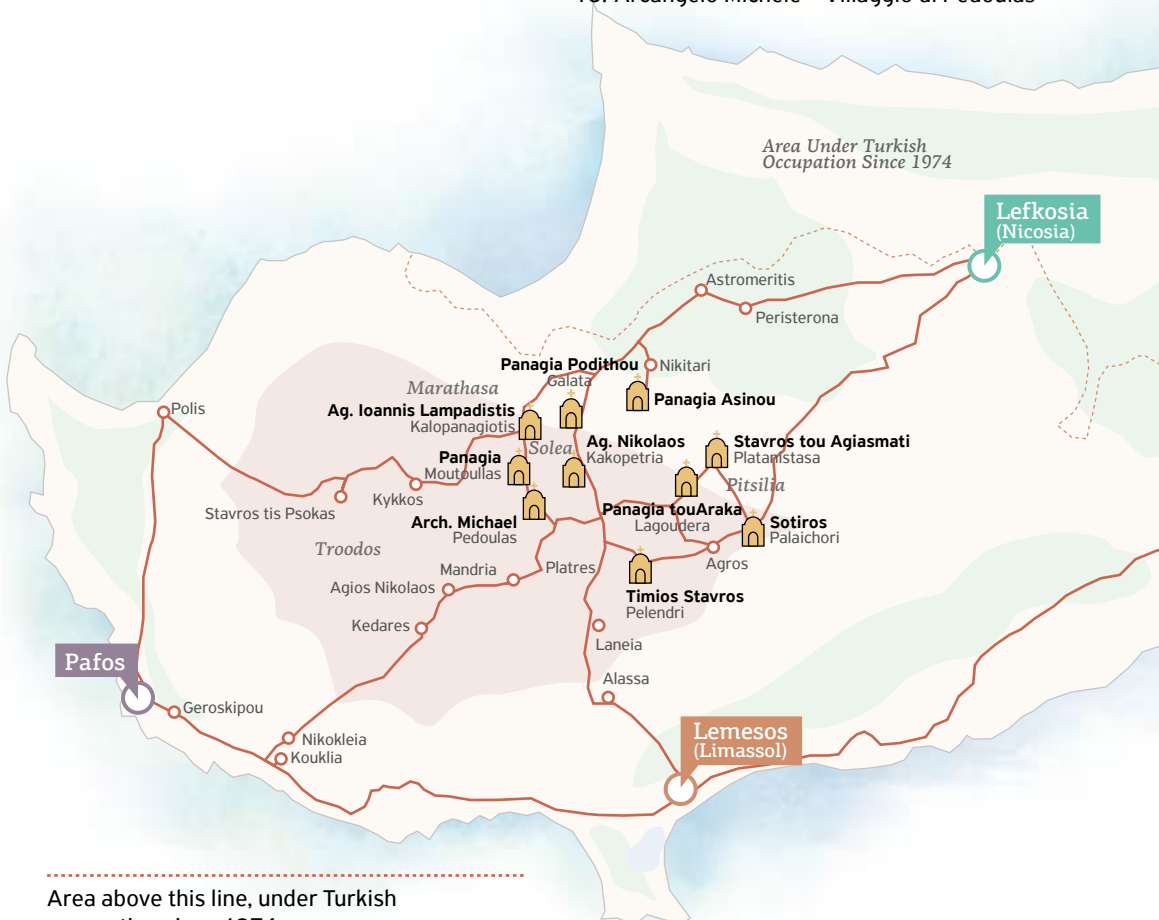 Area Under Turkish
Occupation Since 1974
Lefkosia
(Nicosia)
Astromeritis
Peristerona
Panagia Podithou
Galata
Nikitari
Marathasa
Panagia Asinou
Polis
Ag. Ioannis Lampadistis
Kalopanagiotis
Solea
Ag. Nikolaos
Kakopetria
Stavros tou Agiasmati
Platanistasa
Panagia
Moutoullas
Pitsilia
Kykkos
Stavros tis Psokas
Panagia touAraka
Lagoudera
Arch. Michael
Pedoulas
Sotiros
Palaichori
Troodos
Agros
Mandria
Platres
Agios Nikolaos
Timios Stavros
Pelendri
Kedares
Laneia
Pafos
Alassa
Geroskipou
Lemesos
(Limassol)
Nikokleia
Kouklia
Area above this line, under Turkish